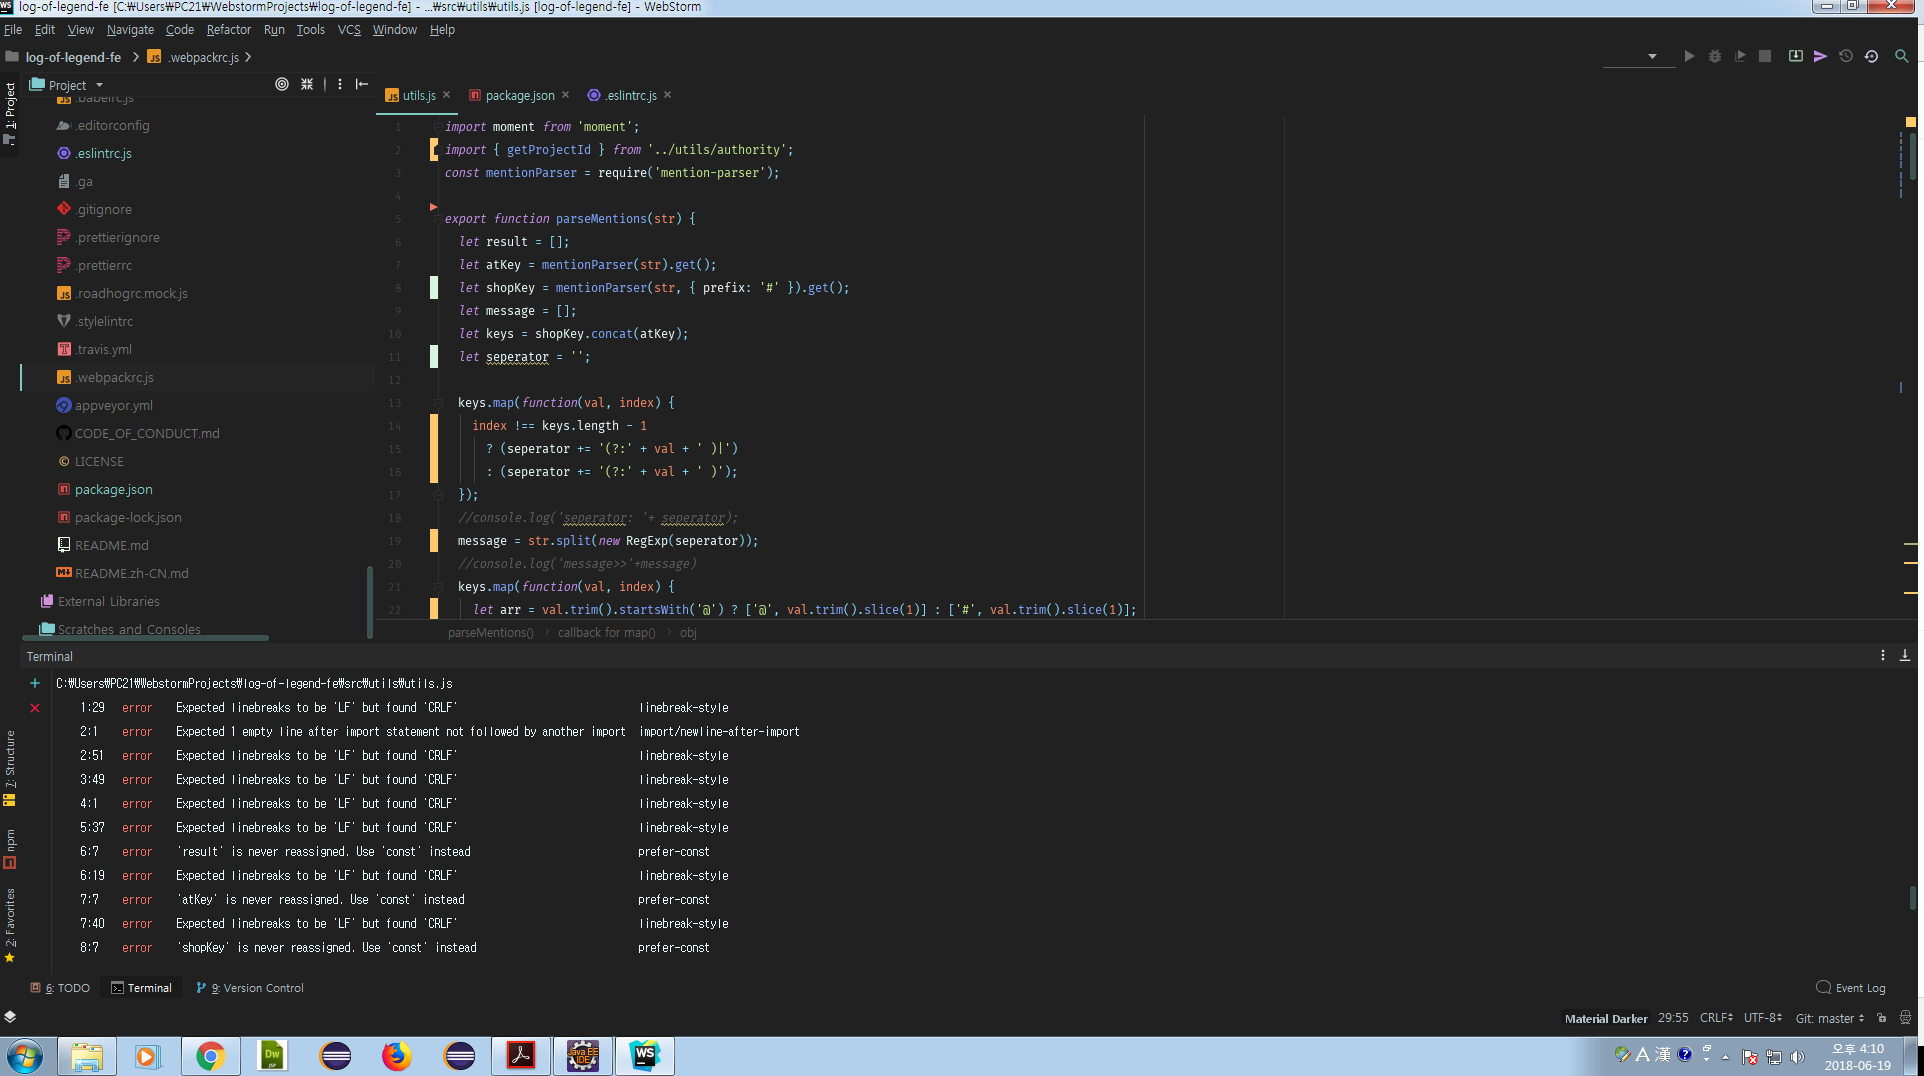 WS log-of-legend-fe [C:₩Users₩PC21₩WebstormProjects₩log-of-legend-fe] - ...₩src₩utils₩utils.js [log-of-legend-fe] - WebStorm
File Edit View Navigate Code Refactor Run Tools VCS Window Help
log-of-legend-fe JS .webpackrc.js
1: Project
Project
JS .babelrc.js
.editorconfig
.eslintrc.js
.ga
.gitignore
.prettierignore
.prettierrc
JS .roadhogrc.mock.js
.stylelintrc
.travis.yml
JS .webpackrc.js
appveyor.yml
CODE_OF_CONDUCT.md
© LICENSE
package.json
package-lock.json
README.md
README.zh-CN.md
External Libraries
Scratches and Consoles
JS utils.js × package.json × .eslintrc.js ×
1 import moment from 'moment';
2 import { getProjectId } from '../utils/authority';
3 const mentionParser = require('mention-parser');
4
5 export function parseMentions(str) {
6 let result = [];
7 let atKey = mentionParser(str).get();
8 let shopKey = mentionParser(str, { prefix: '#' }).get();
9 let message = [];
10 let keys = shopKey.concat(atKey);
11 let seperator = '';
12
13 keys.map(function(val, index) {
14 index !== keys.length - 1
15 ? (seperator += '(?:' + val + ' )|')
16 : (seperator += '(?:' + val + ' )');
17 });
18 //console.log('seperator: '+ seperator);
19 message = str.split(new RegExp(seperator));
20 //console.log('message>>'+message)
21 keys.map(function(val, index) {
22 let arr = val.trim().startsWith('@') ? ['@', val.trim().slice(1)] : ['#', val.trim().slice(1)];
parseMentions() › callback for map() › obj
Terminal
C:₩Users₩PC21₩WebstormProjects₩log-of-legend-fe₩src₩utils₩utils.js
1:29 error Expected linebreaks to be 'LF' but found 'CRLF' linebreak-style
2:1 error Expected 1 empty line after import statement not followed by another import import/newline-after-import
2:51 error Expected linebreaks to be 'LF' but found 'CRLF' linebreak-style
3:49 error Expected linebreaks to be 'LF' but found 'CRLF' linebreak-style
4:1 error Expected linebreaks to be 'LF' but found 'CRLF' linebreak-style
5:37 error Expected linebreaks to be 'LF' but found 'CRLF' linebreak-style
6:7 error 'result' is never reassigned. Use 'const' instead prefer-const
6:19 error Expected linebreaks to be 'LF' but found 'CRLF' linebreak-style
7:7 error 'atKey' is never reassigned. Use 'const' instead prefer-const
7:40 error Expected linebreaks to be 'LF' but found 'CRLF' linebreak-style
8:7 error 'shopKey' is never reassigned. Use 'const' instead prefer-const
7: Structure
npm
2: Favorites
6: TODO Terminal 9: Version Control Event Log
Material Darker 29:55 CRLF UTF-8 Git: master
Dw JSP Java EE IDE WS
A 漢 오후 4:10
2018-06-19